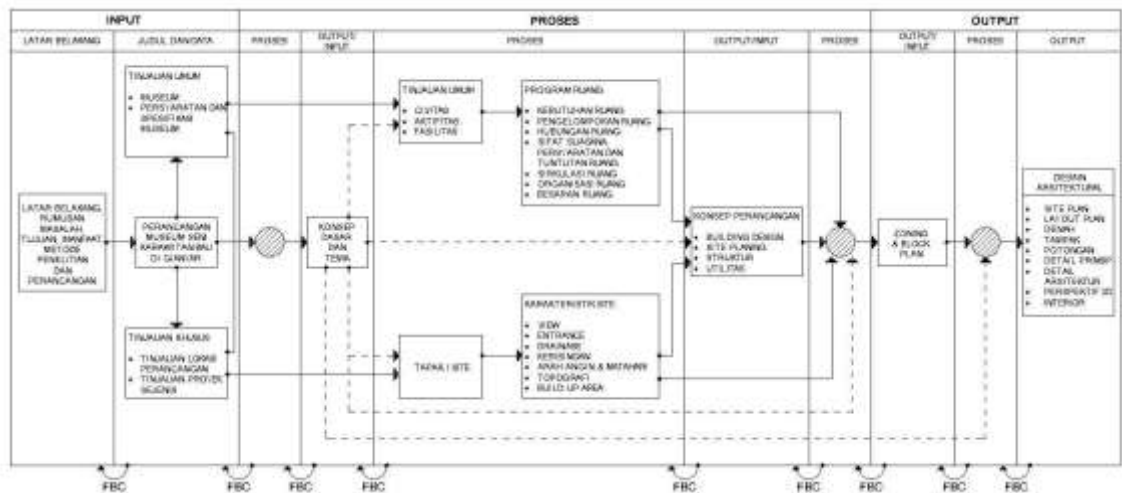 INPUT
PROSES
OUTPUT
LATAR BELAKANG
JUDUL DAN DATA
PROSES
OUTPUT/
INPUT
PROSES
OUTPUT/INPUT
PROSES
OUTPUT/
INPUT
PROSES
OUTPUT
LATAR BELAKANG,
RUMUSAN
MASALAH,
TUJUAN, MANFAAT
METODE
PENELITIAN
DAN
PERANCANGAN
TINJAUAN UMUM
• MUSEUM
• PERSYARATAN DAN
SPESIFIKASI
MUSEUM
PERANCANGAN
MUSEUM SENI
KARAWITAN BALI
DI GIANYAR
TINJAUAN KHUSUS
• TINJAUAN LOKASI
PERANCANGAN
• TINJAUAN PROYEK
SEJENIS
KONSEP
DASAR
DAN
TEMA
TINJAUAN UMUM
• CIVITAS
• AKTIFITAS
• FASILITAS
TAPAK / SITE
PROGRAM RUANG
• KEBUTUHAN RUANG
• PENGELOMPOKAN RUANG
• HUBUNGAN RUANG
• SIFAT SUASANA
PERSYARATAN DAN
TUNTUTAN RUANG
• SIRKULASI RUANG
• ORGANISASI RUANG
• BESARAN RUANG
KARAKTERISTIK SITE
• VIEW
• ENTRANCE
• DRAINASE
• KEBISINGAN
• ARAH ANGIN & MATAHARI
• TOPOGRAFI
• BUILD UP AREA
KONSEP PERANCANGAN
• BUILDING DESIGN
• SITE PLANING
• STRUKTUR
• UTILITAS
ZONING
& BLOCK
PLAN
DESAIN
ARSITEKTURAL
• SITE PLAN
• LAYOUT PLAN
• DENAH
• TAMPAK
• POTONGAN
• DETAIL PRINSIP
• DETAIL
ARSITEKTUR
• PERSPEKTIF 3D
• INTERIOR
FBC
FBC
FBC
FBC
FBC
FBC
FBC
FBC
FBC